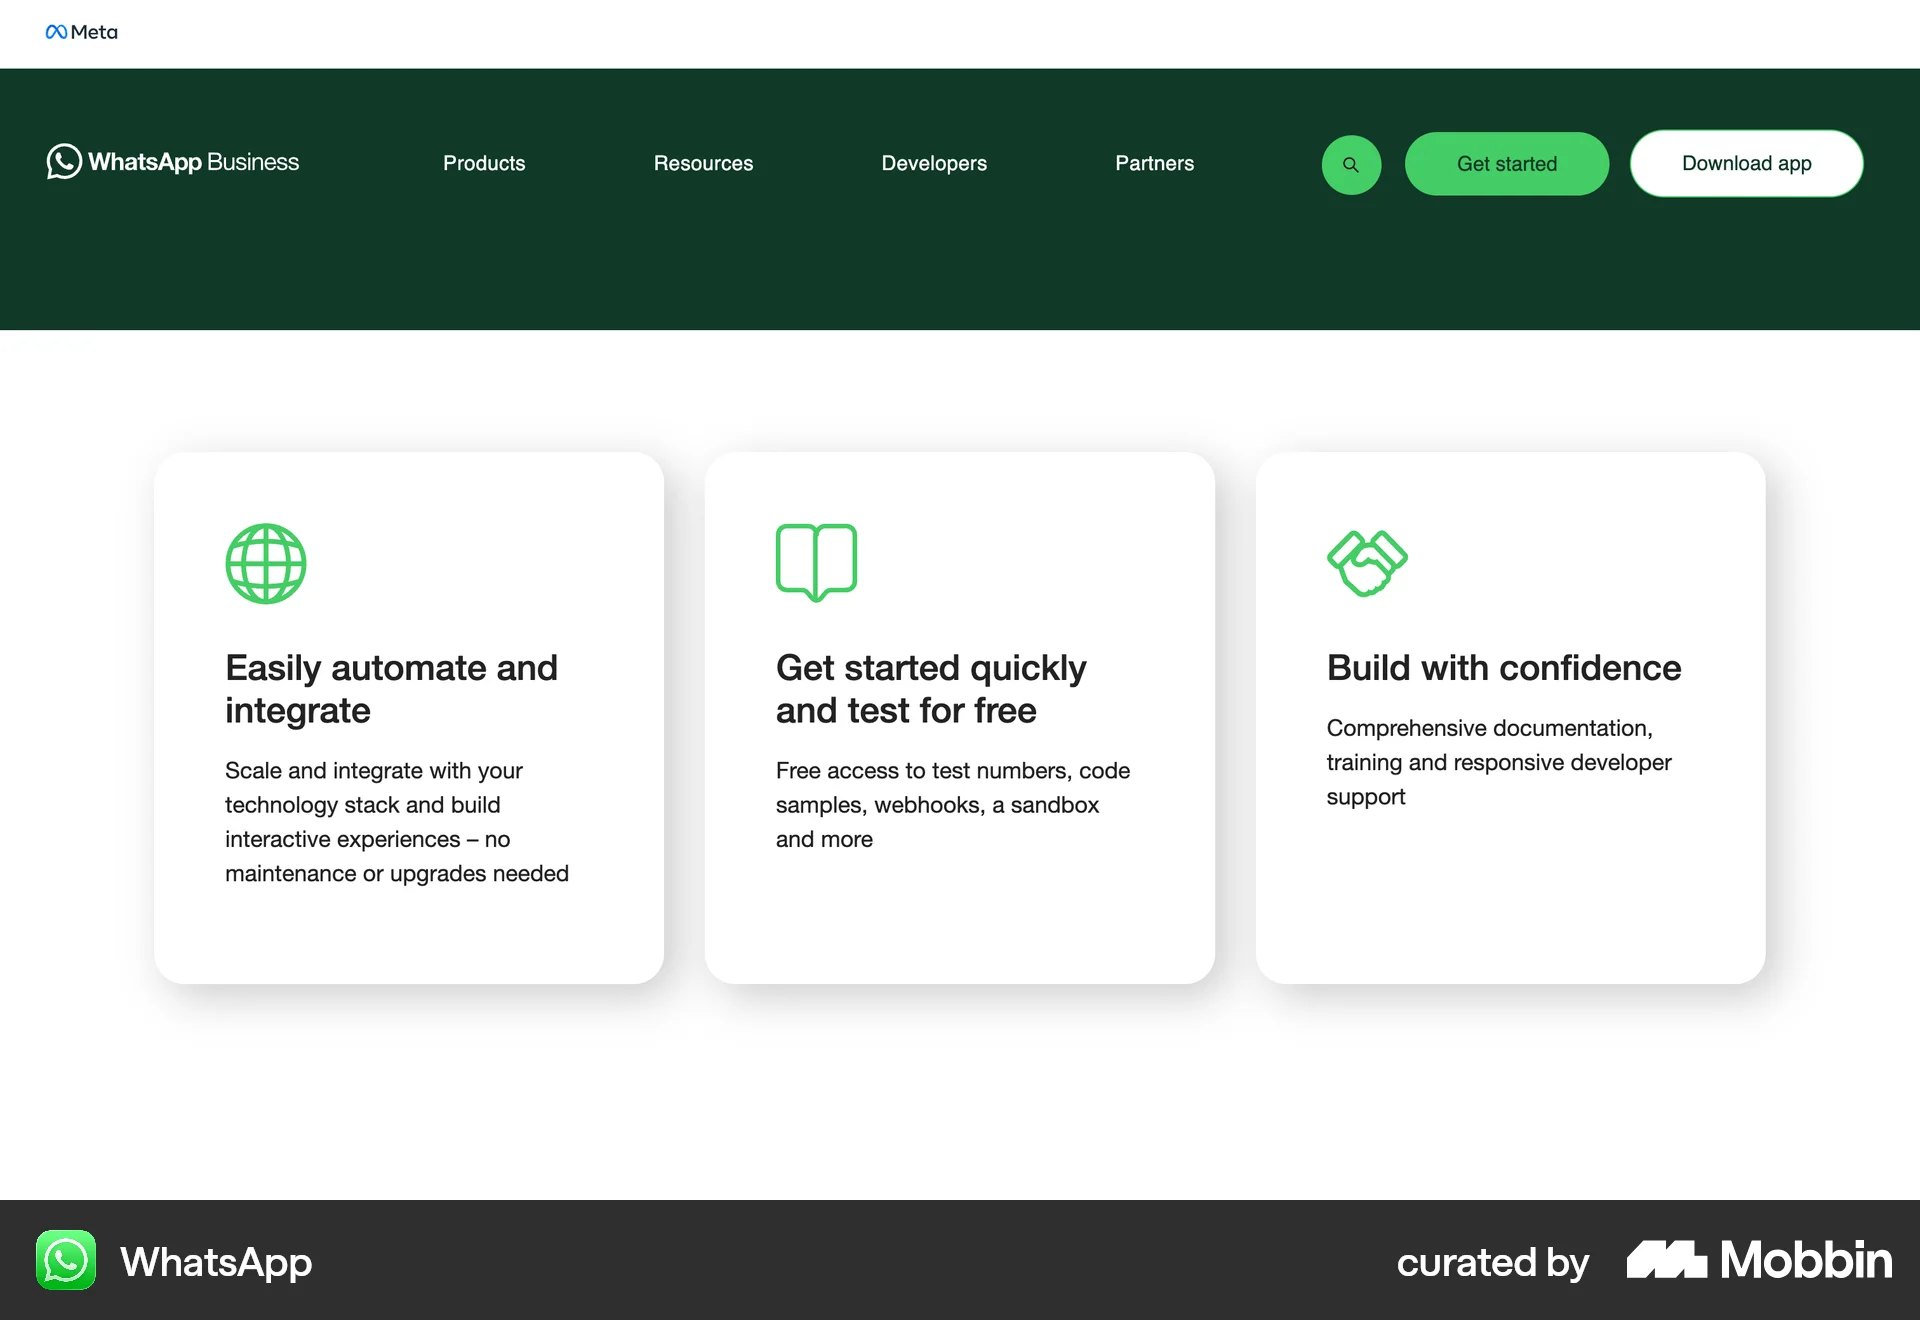 Meta
WhatsApp Business
Products
Resources
Developers
Partners
Get started
Download app
Easily automate and
integrate
Scale and integrate with your
technology stack and build
interactive experiences – no
maintenance or upgrades needed
Get started quickly
and test for free
Free access to test numbers, code
samples, webhooks, a sandbox
and more
Build with confidence
Comprehensive documentation,
training and responsive developer
support
WhatsApp
curated by
Mobbin